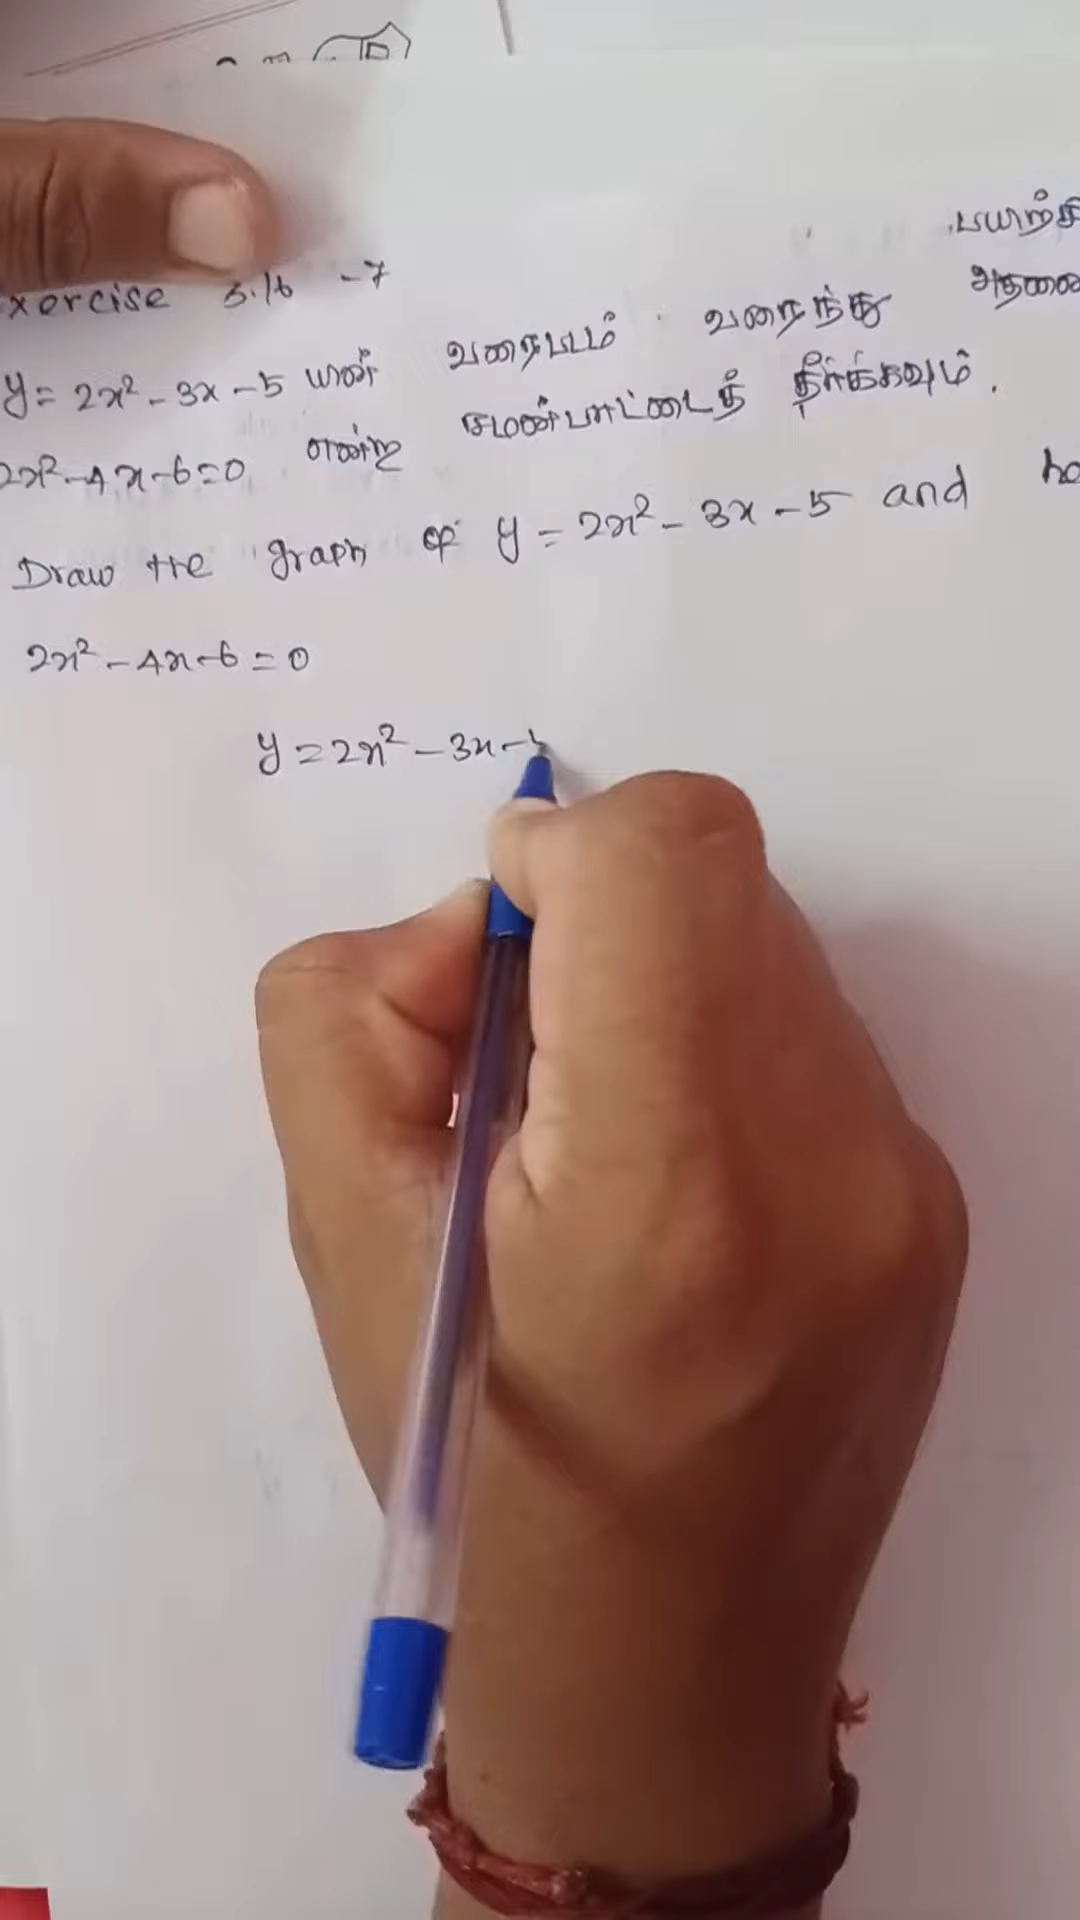 xercise 3.16 -7 பயிற்சி
y = 2x² - 3x - 5 யின் வரைபடம் வரைந்து அதனை
2x² - 4x - 6 = 0 என்ற சமன்பாட்டைத் தீர்க்கவும்.
Draw the graph of y = 2x² - 3x - 5 and he
2x² - 4x - 6 = 0
y = 2x² - 3x -